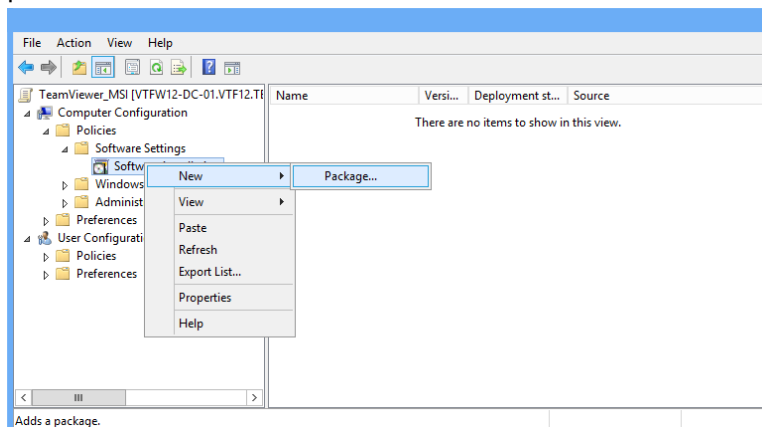 File Action View Help
TeamViewer_MSI [VTFW12-DC-01.VTF12.TE
Computer Configuration
Policies
Software Settings
Softw
Windows
Administ
Preferences
User Configurati
Policies
Preferences
New
View
Paste
Refresh
Export List...
Properties
Help
Package...
Name Versi... Deployment st... Source
There are no items to show in this view.
Adds a package.